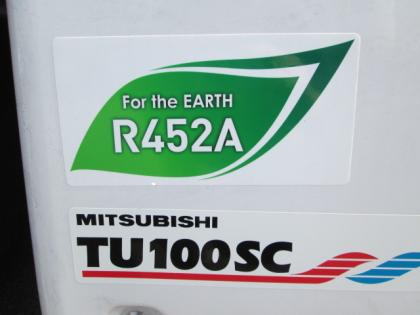 For the EARTH
R452A
MITSUBISHI
TU100SC